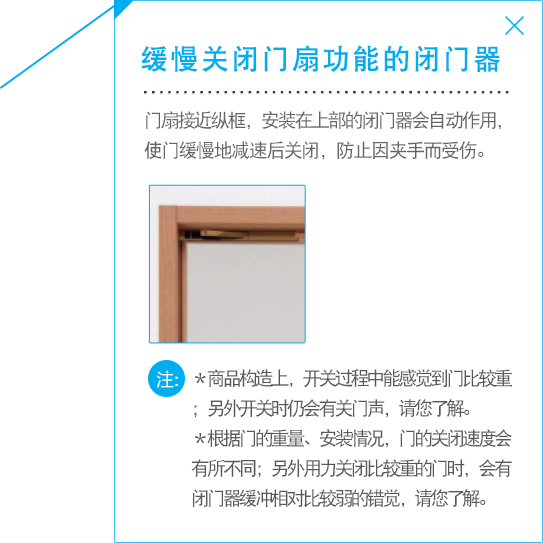 缓慢关闭门扇功能的闭门器
门扇接近纵框，安装在上部的闭门器会自动作用，
使门缓慢地减速后关闭，防止因夹手而受伤。
注: ＊商品构造上，开关过程中能感觉到门比较重
；另外开关时仍会有关门声，请您了解。
＊根据门的重量、安装情况，门的关闭速度会
有所不同；另外用力关闭比较重的门时，会有
闭门器缓冲相对比较弱的错觉，请您了解。